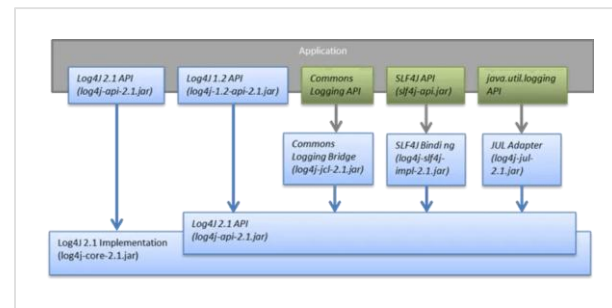 Application
Log4J 2.1 API
(log4j-api-2.1.jar)
Log4J 1.2 API
(log4j-1.2-api-2.1.jar)
Commons
Logging API
SLF4J API
(slf4j-api.jar)
java.util.logging
API
Commons
Logging Bridge
(log4j-jcl-2.1.jar)
SLF4J Binding
(log4j-slf4j-
impl-2.1.jar)
JUL Adapter
(log4j-jul-
2.1.jar)
Log4J 2.1 API
(log4j-api-2.1.jar)
Log4J 2.1 Implementation
(log4j-core-2.1.jar)